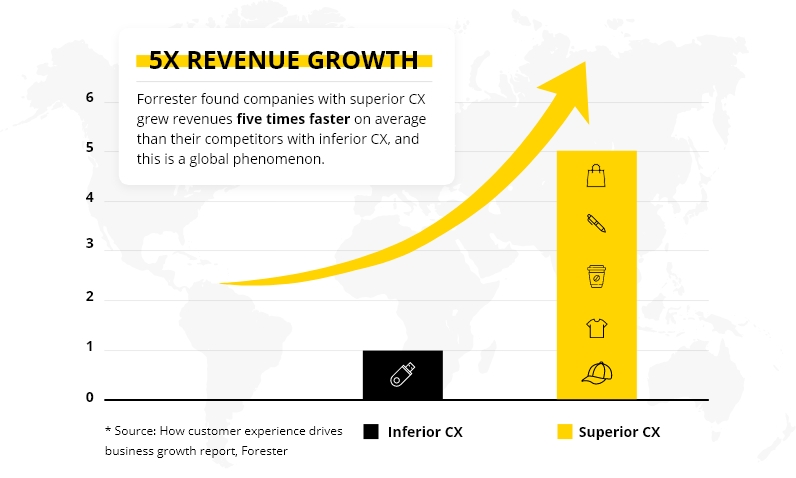 5X REVENUE GROWTH
Forrester found companies with superior CX
grew revenues five times faster on average
than their competitors with inferior CX, and
this is a global phenomenon.
6
5
4
3
2
1
0
* Source: How customer experience drives
business growth report, Forester
Inferior CX
Superior CX